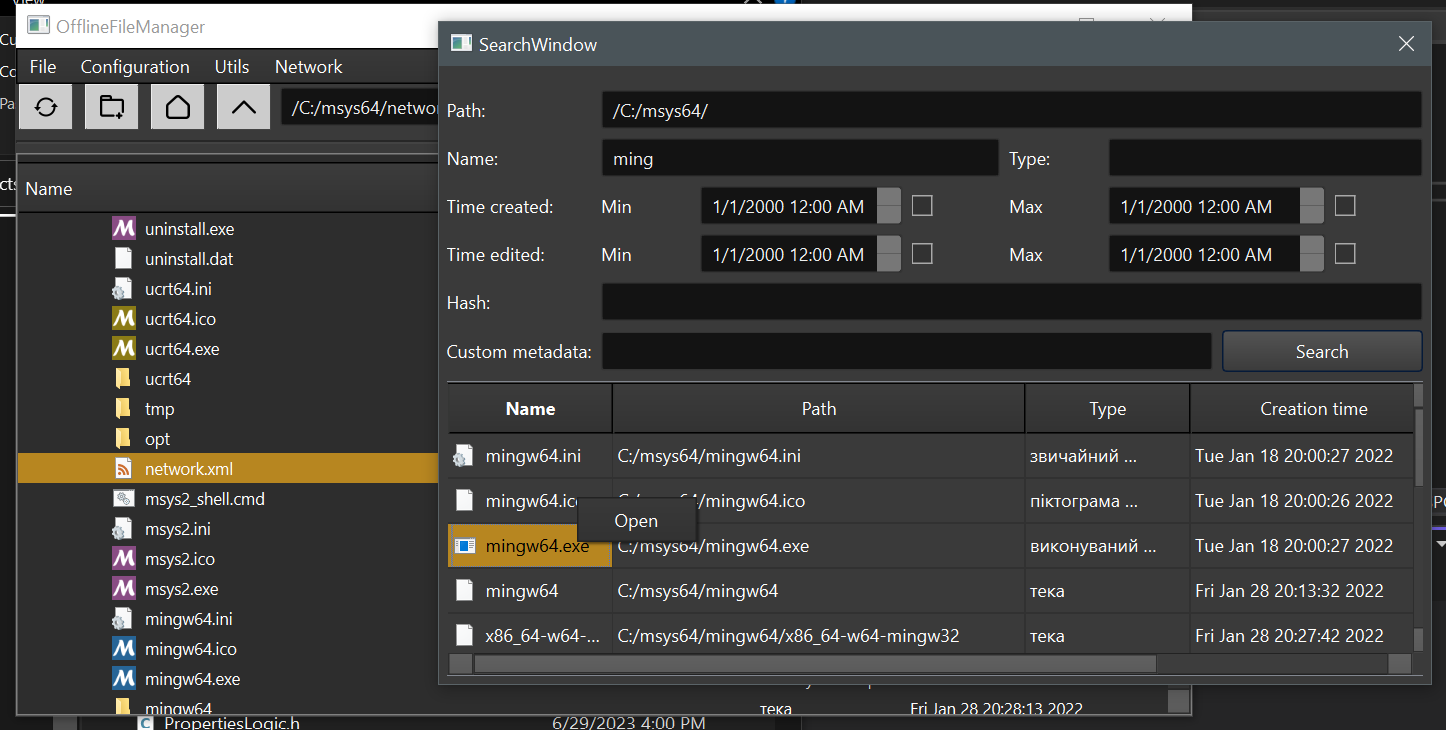 View
OfflineFileManager
File Configuration Utils Network
/C:/msys64/networ
Name
uninstall.exe
uninstall.dat
ucrt64.ini
ucrt64.ico
ucrt64.exe
ucrt64
tmp
opt
network.xml
msys2_shell.cmd
msys2.ini
msys2.ico
msys2.exe
mingw64.ini
mingw64.ico
mingw64.exe
mingw64
SearchWindow
Path: /C:/msys64/
Name: ming Type:
Time created: Min 1/1/2000 12:00 AM Max 1/1/2000 12:00 AM
Time edited: Min 1/1/2000 12:00 AM Max 1/1/2000 12:00 AM
Hash:
Custom metadata: Search
Name Path Type Creation time
mingw64.ini C:/msys64/mingw64.ini звичайний ... Tue Jan 18 20:00:27 2022
mingw64.ico C:/msys64/mingw64.ico піктограма ... Tue Jan 18 20:00:26 2022
Open
mingw64.exe C:/msys64/mingw64.exe виконуваний ... Tue Jan 18 20:00:27 2022
mingw64 C:/msys64/mingw64 тека Fri Jan 28 20:13:32 2022
x86_64-w64-... C:/msys64/mingw64/x86_64-w64-mingw32 тека Fri Jan 28 20:27:42 2022
тека Fri Jan 28 20:28:13 2022
PropertiesLogic.h 6/29/2023 4:00 PM